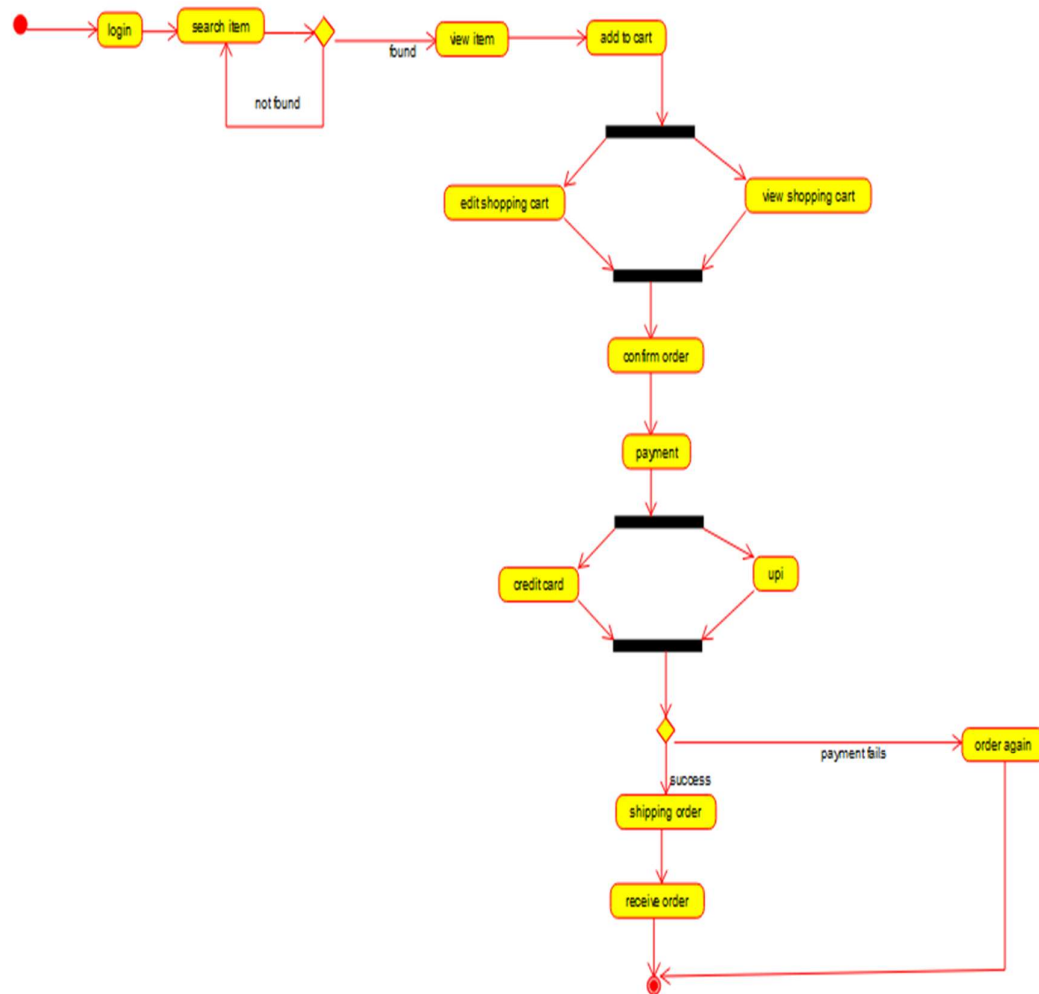 login
search item
found
view item
add to cart
not found
edit shopping cart
view shopping cart
confirm order
payment
credit card
upi
payment fails
order again
success
shipping order
receive order